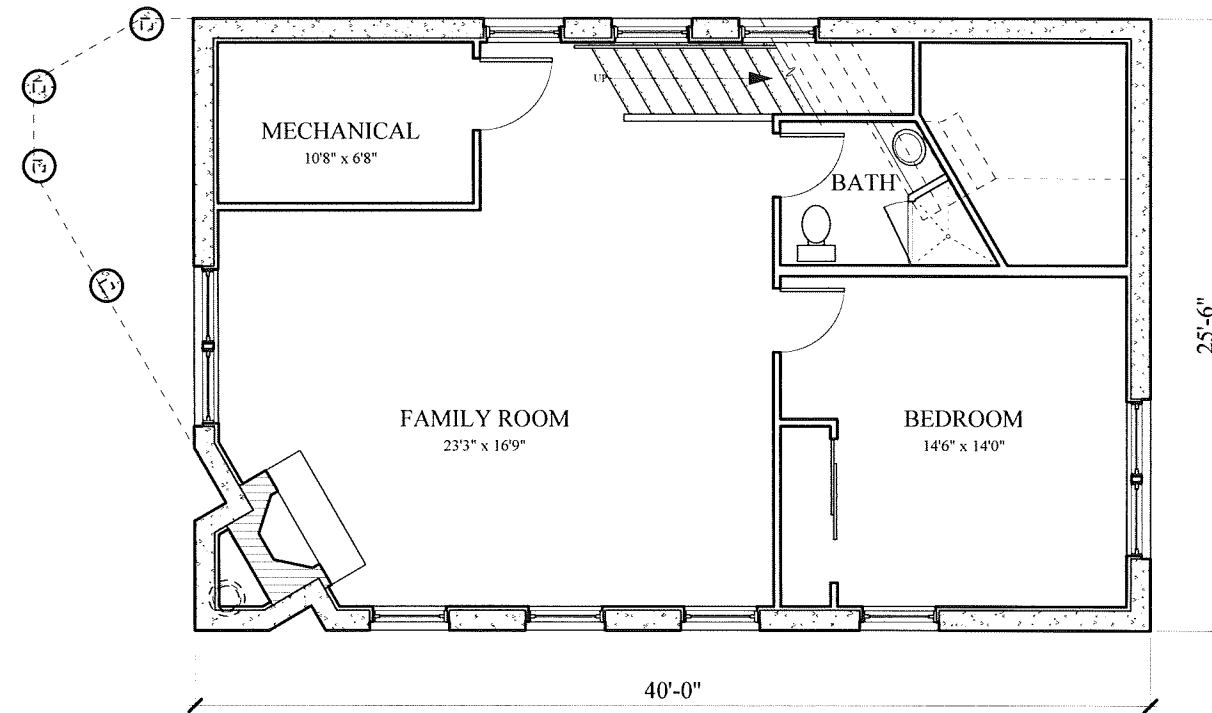 UP
MECHANICAL
10'8" x 6'8"
BATH
FAMILY ROOM
23'3" x 16'9"
BEDROOM
14'6" x 14'0"
25'-6"
40'-0"